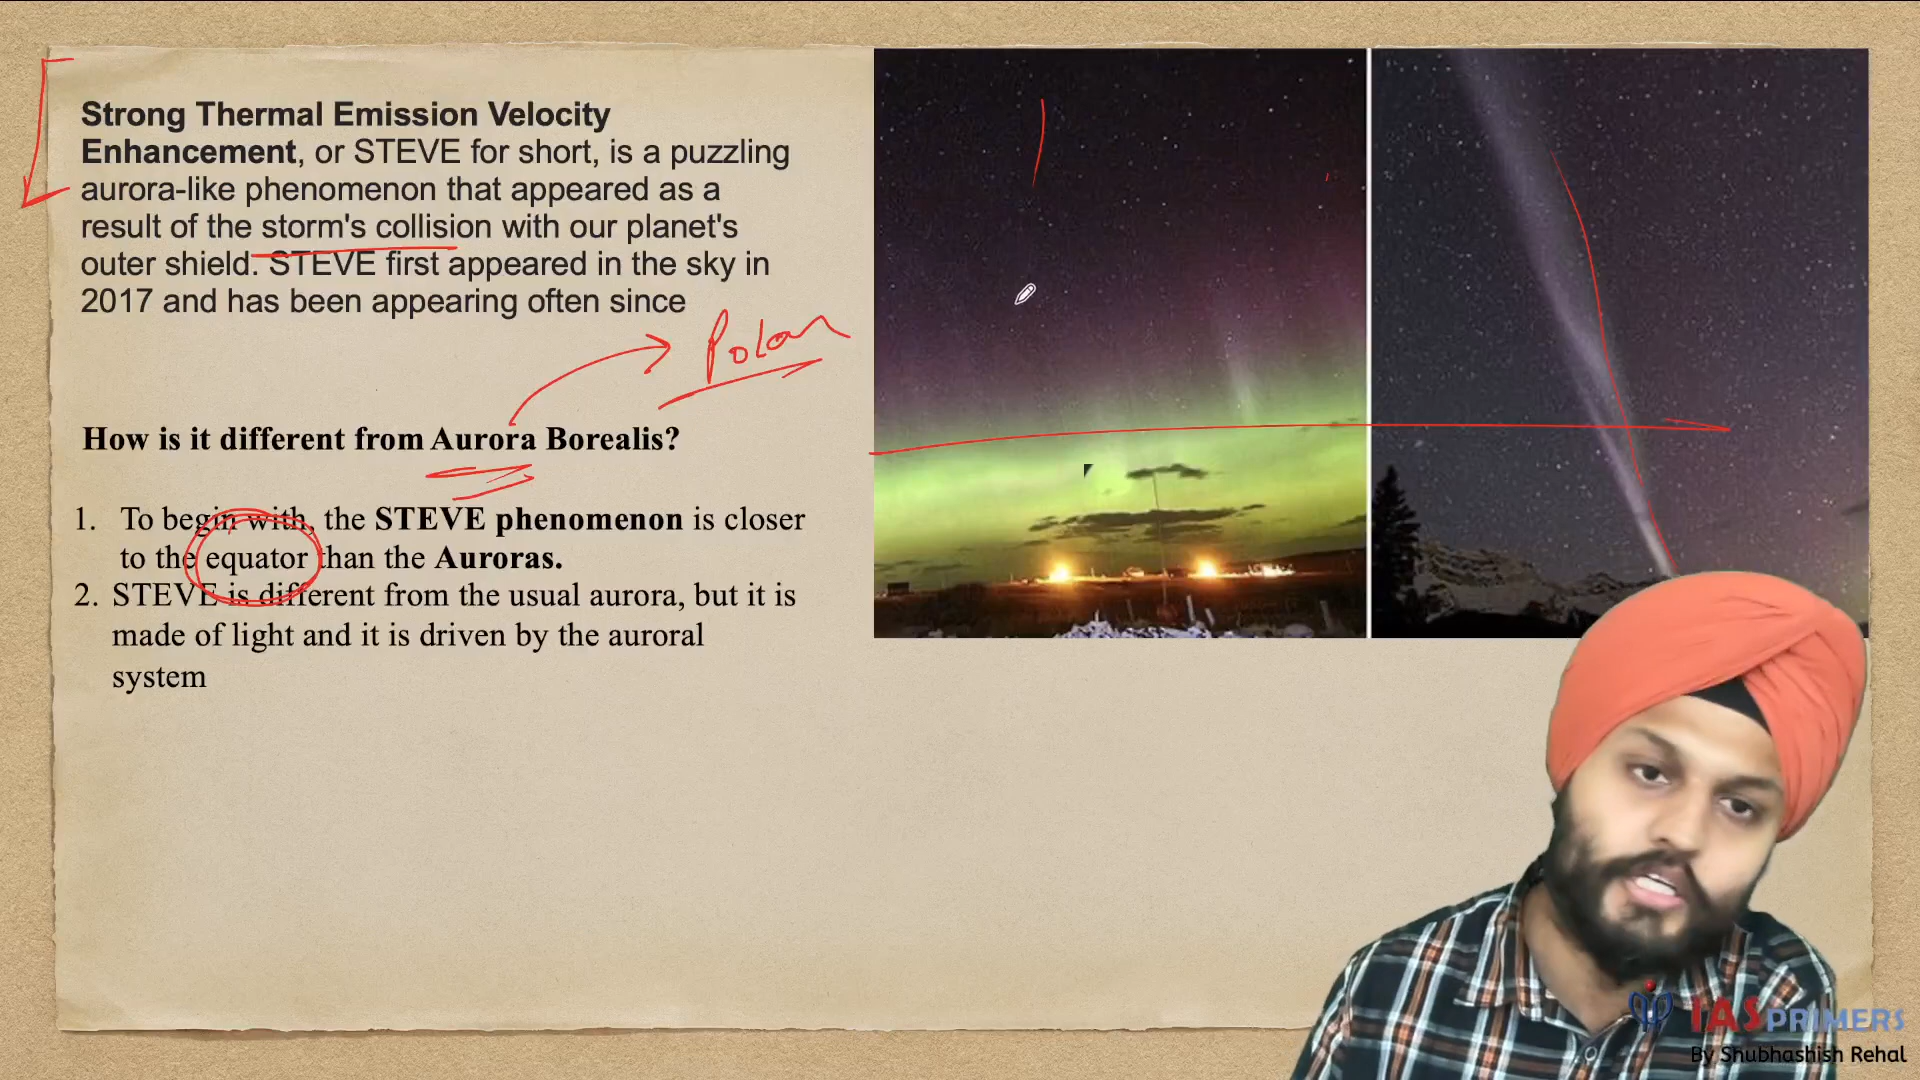 Strong Thermal Emission Velocity
Enhancement, or STEVE for short, is a puzzling
aurora-like phenomenon that appeared as a
result of the storm's collision with our planet's
outer shield. STEVE first appeared in the sky in
2017 and has been appearing often since
Polar
How is it different from Aurora Borealis?
1. To begin with, the STEVE phenomenon is closer
to the equator than the Auroras.
2. STEVE is different from the usual aurora, but it is
made of light and it is driven by the auroral
system
IAS PRIMERS
By Shubhashish Rehal